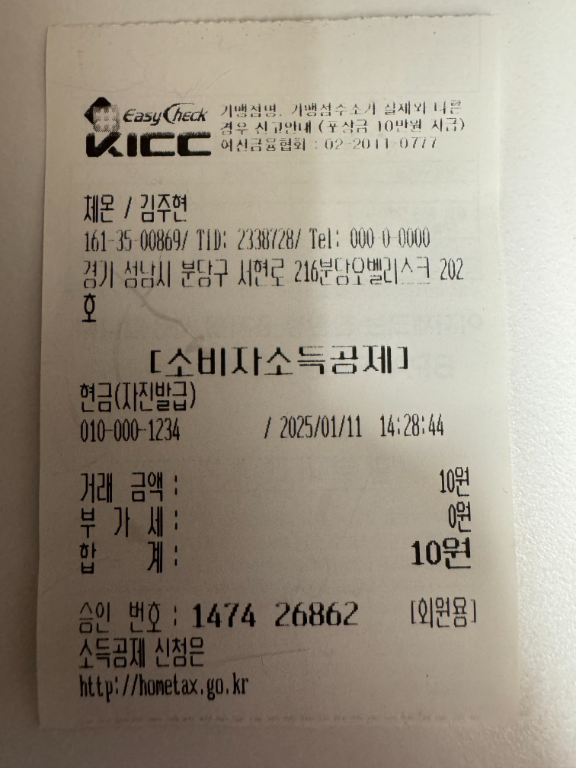 EasyCheck
KICC
가맹점명, 가맹점주소가 실제와 다른
경우 신고안내 (포상금 10만원 지급)
여신금융협회 : 02-2011-0777
체몬 / 김주현
161-35-00869/ TID: 2338728/ Tel: 000-0-0000
경기 성남시 분당구 서현로 216분당오벨리스크 202
호
[소비자소득공제]
현금(자진발급)
010-000-1234 / 2025/01/11 14:28:44
거래 금액 : 10원
부 가 세 : 0원
합 계 : 10원
승인 번호 : 1474 26862 [회원용]
소득공제 신청은
http://hometax.go.kr